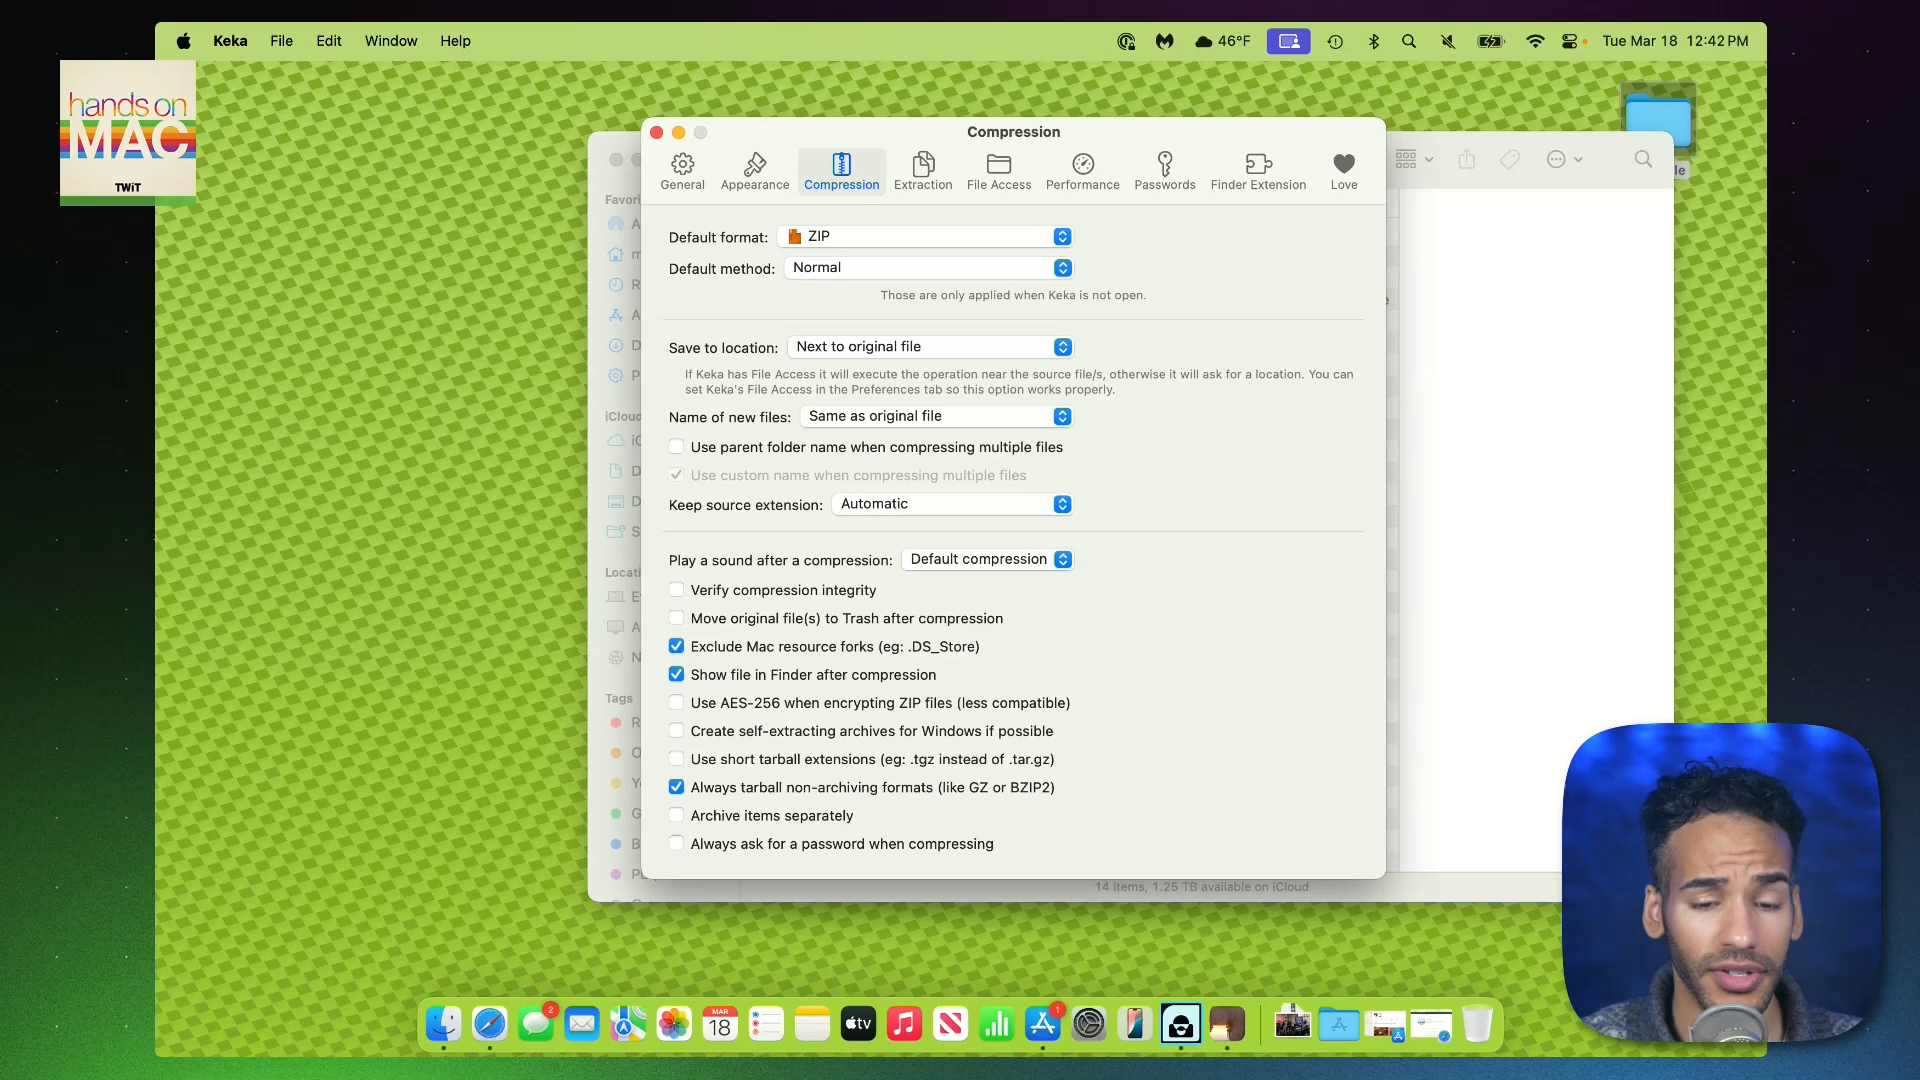 Keka File Edit Window Help
46°F
Tue Mar 18 12:42 PM
hands on
MAC
TWiT
Compression
General Appearance Compression Extraction File Access Performance Passwords Finder Extension Love
Default format: ZIP
Default method: Normal
Those are only applied when Keka is not open.
Save to location: Next to original file
If Keka has File Access it will execute the operation near the source file/s, otherwise it will ask for a location. You can
set Keka's File Access in the Preferences tab so this option works properly.
Name of new files: Same as original file
Use parent folder name when compressing multiple files
Use custom name when compressing multiple files
Keep source extension: Automatic
Play a sound after a compression: Default compression
Verify compression integrity
Move original file(s) to Trash after compression
Exclude Mac resource forks (eg: .DS_Store)
Show file in Finder after compression
Use AES-256 when encrypting ZIP files (less compatible)
Create self-extracting archives for Windows if possible
Use short tarball extensions (eg: .tgz instead of .tar.gz)
Always tarball non-archiving formats (like GZ or BZIP2)
Archive items separately
Always ask for a password when compressing
Favori
iCloud
Locati
Tags
14 items, 1.25 TB available on iCloud
2
MAR
18
tv
1